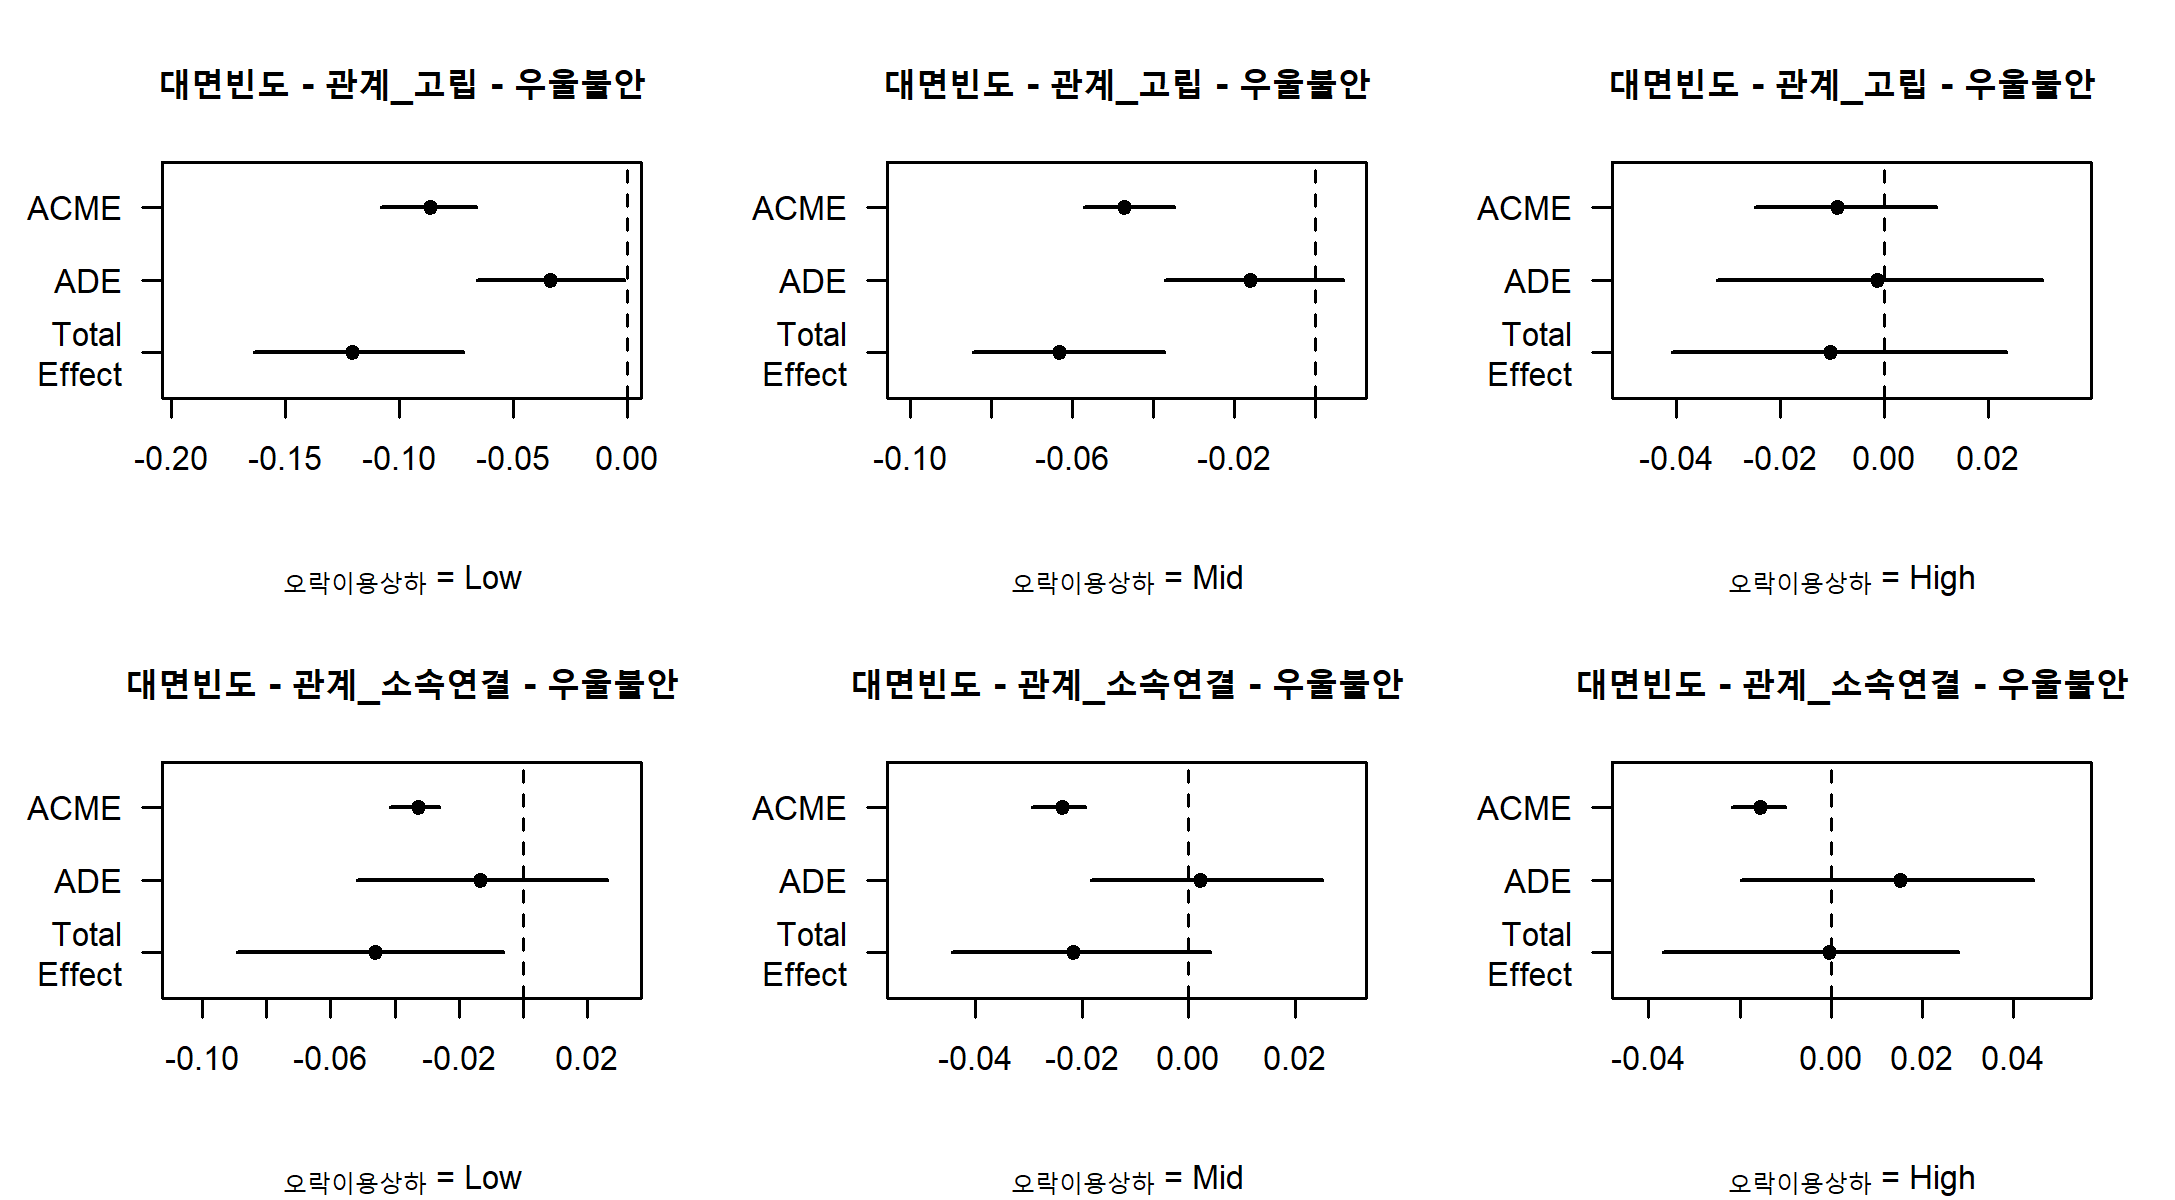 대면빈도 - 관계_고립 - 우울불안
ACME
ADE
Total
Effect
-0.20 -0.15 -0.10 -0.05 0.00
오락이용상하 = Low
대면빈도 - 관계_고립 - 우울불안
ACME
ADE
Total
Effect
-0.10 -0.06 -0.02
오락이용상하 = Mid
대면빈도 - 관계_고립 - 우울불안
ACME
ADE
Total
Effect
-0.04 -0.02 0.00 0.02
오락이용상하 = High
대면빈도 - 관계_소속연결 - 우울불안
ACME
ADE
Total
Effect
-0.10 -0.06 -0.02 0.02
오락이용상하 = Low
대면빈도 - 관계_소속연결 - 우울불안
ACME
ADE
Total
Effect
-0.04 -0.02 0.00 0.02
오락이용상하 = Mid
대면빈도 - 관계_소속연결 - 우울불안
ACME
ADE
Total
Effect
-0.04 0.00 0.02 0.04
오락이용상하 = High